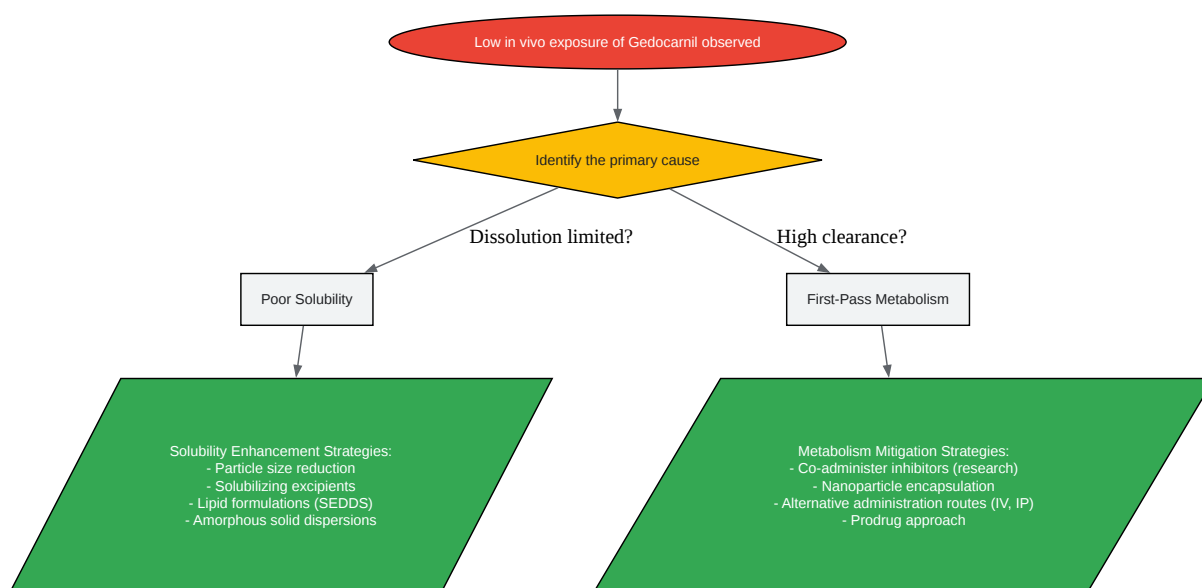 Low in vivo exposure of Gedocarnil observed
Identify the primary cause
Dissolution limited?
High clearance?
Poor Solubility
First-Pass Metabolism
Solubility Enhancement Strategies:
- Particle size reduction
- Solubilizing excipients
- Lipid formulations (SEDDS)
- Amorphous solid dispersions
Metabolism Mitigation Strategies:
- Co-administer inhibitors (research)
- Nanoparticle encapsulation
- Alternative administration routes (IV, IP)
- Prodrug approach